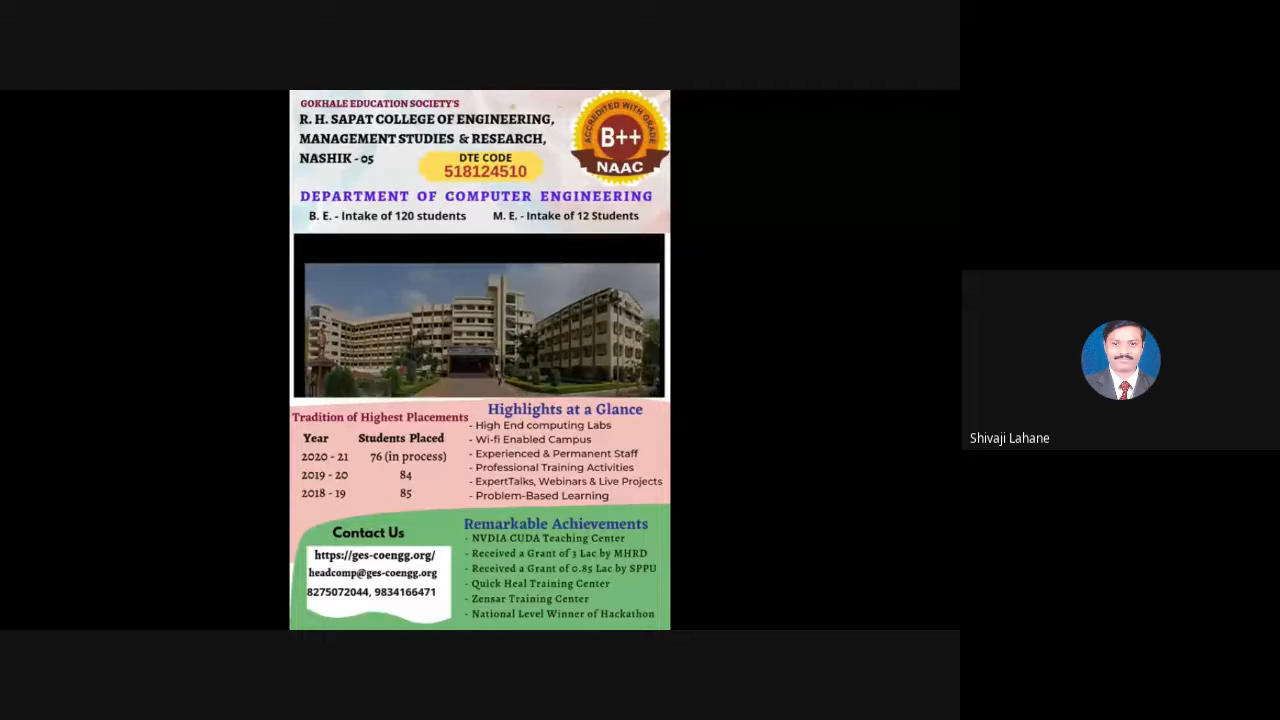 GOKHALE EDUCATION SOCIETY'S
R. H. SAPAT COLLEGE OF ENGINEERING,
MANAGEMENT STUDIES & RESEARCH,
NASHIK - 05
DTE CODE
518124510
ACCREDITED WITH GRADE
B++
NAAC
DEPARTMENT OF COMPUTER ENGINEERING
B. E. - Intake of 120 students M. E. - Intake of 12 Students
Tradition of Highest Placements
Year Students Placed
2020 - 21 76 (in process)
2019 - 20 84
2018 - 19 85
Highlights at a Glance
- High End computing Labs
- Wi-fi Enabled Campus
- Experienced & Permanent Staff
- Professional Training Activities
- ExpertTalks, Webinars & Live Projects
- Problem-Based Learning
Contact Us
https://ges-coengg.org/
headcomp@ges-coengg.org
8275072044, 9834166471
Remarkable Achievements
- NVDIA CUDA Teaching Center
- Received a Grant of 3 Lac by MHRD
- Received a Grant of 0.85 Lac by SPPU
- Quick Heal Training Center
- Zensar Training Center
- National Level Winner of Hackathon
Shivaji Lahane